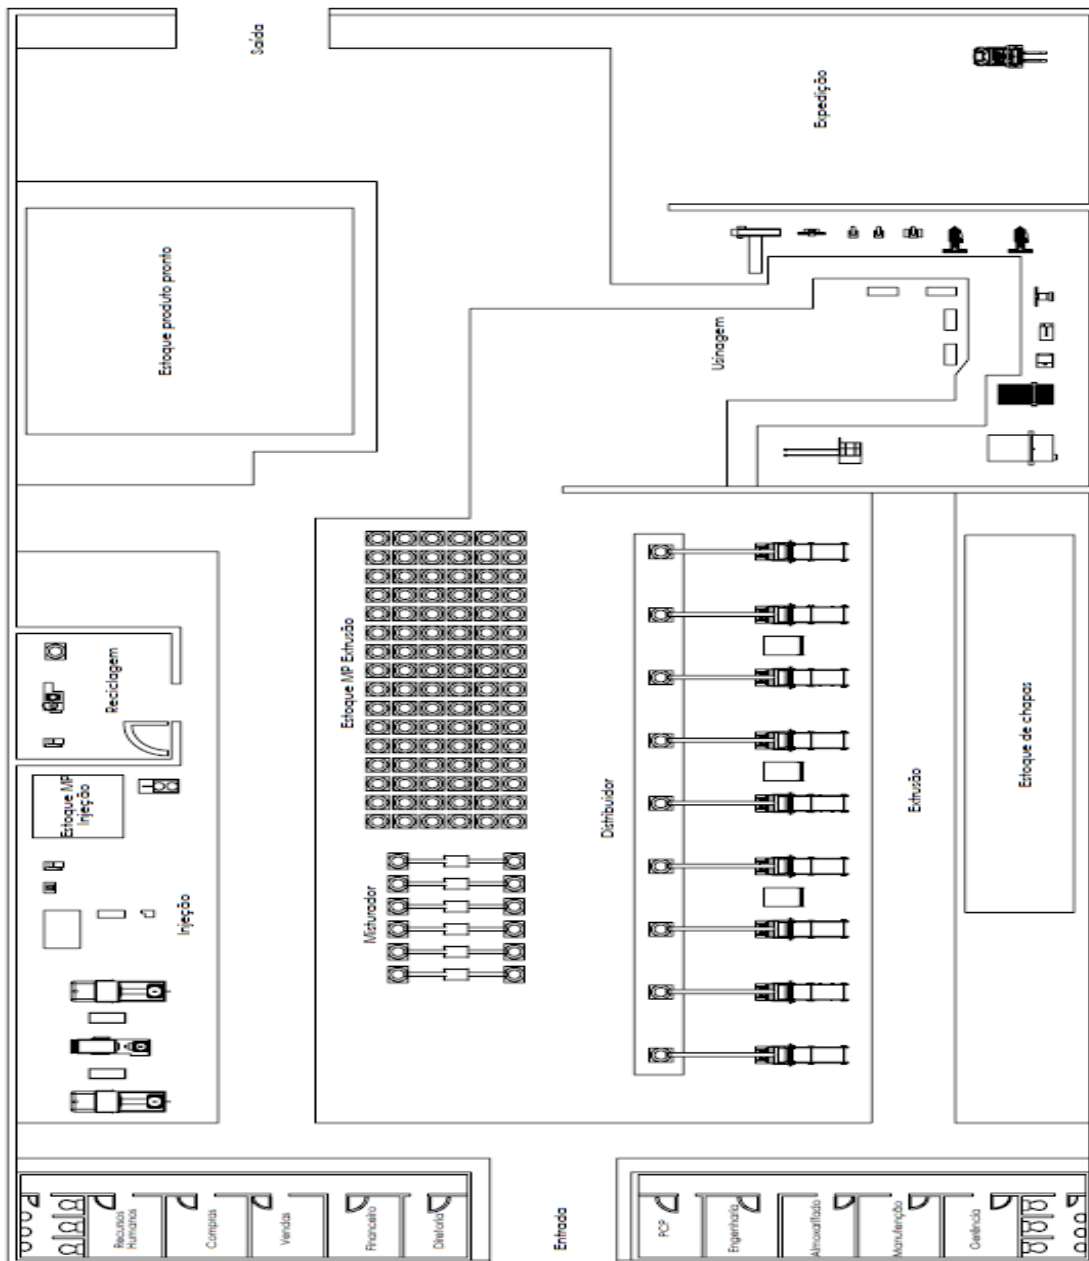 Saída
Expedição
Estoque produto pronto
Usinagem
Reciclagem
Estoque MP
Injeção
Injeção
Estoque MP Extrusão
Misturador
Distribuidor
Extrusão
Estoque de chapas
Recursos
Humanos
Compras
Vendas
Financeiro
Diretoria
Entrada
PCP
Engenharia
Almoxarifado
Manutenção
Gerência